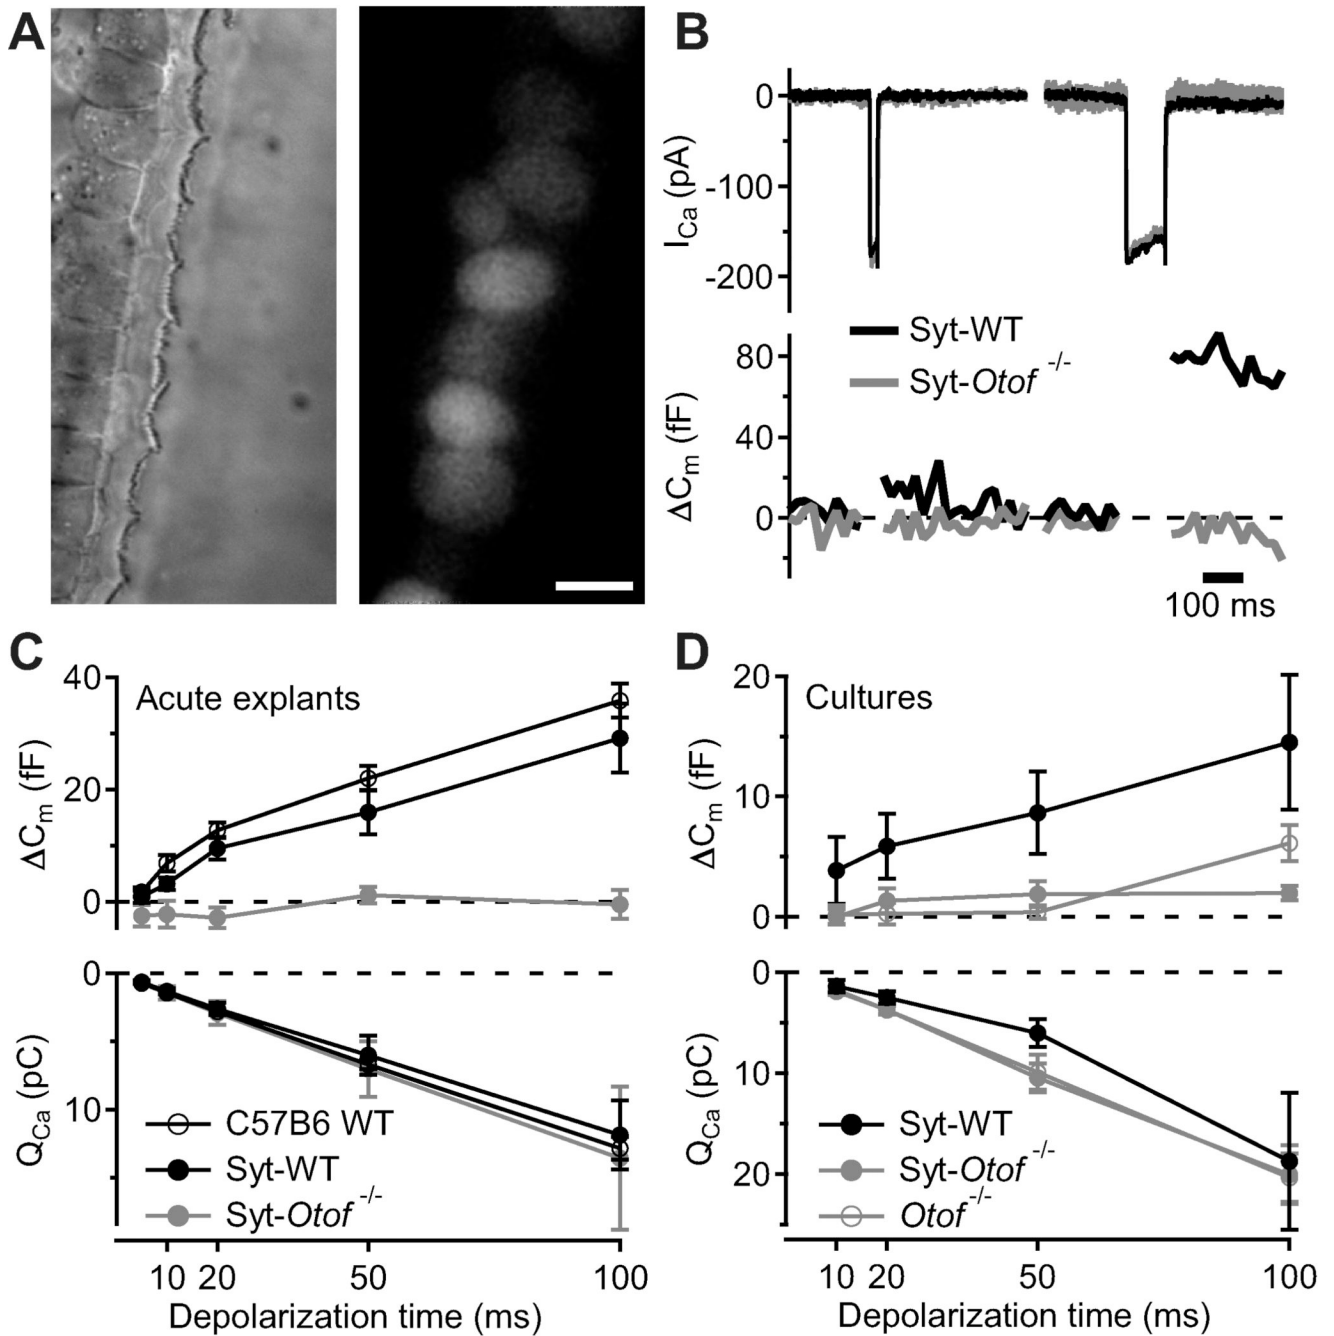 A
B
0
-100
-200
I_Ca (pA)
Syt-WT
Syt-Otof -/-
80
40
0
ΔC_m (fF)
100 ms
C
Acute explants
40
20
0
ΔC_m (fF)
0
10
Q_Ca (pC)
C57B6 WT
Syt-WT
Syt-Otof -/-
10 20 50 100
Depolarization time (ms)
D
Cultures
20
10
0
ΔC_m (fF)
0
10
20
Q_Ca (pC)
Syt-WT
Syt-Otof -/-
Otof -/-
10 20 50 100
Depolarization time (ms)